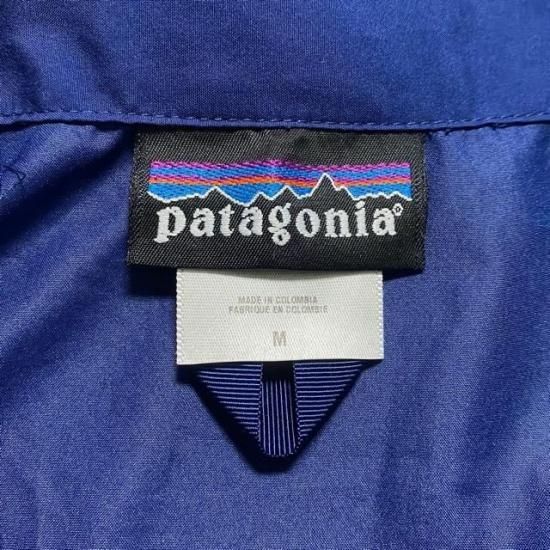 patagonia®
MADE IN COLOMBIA
FABRIQUE EN COLOMBIE
M